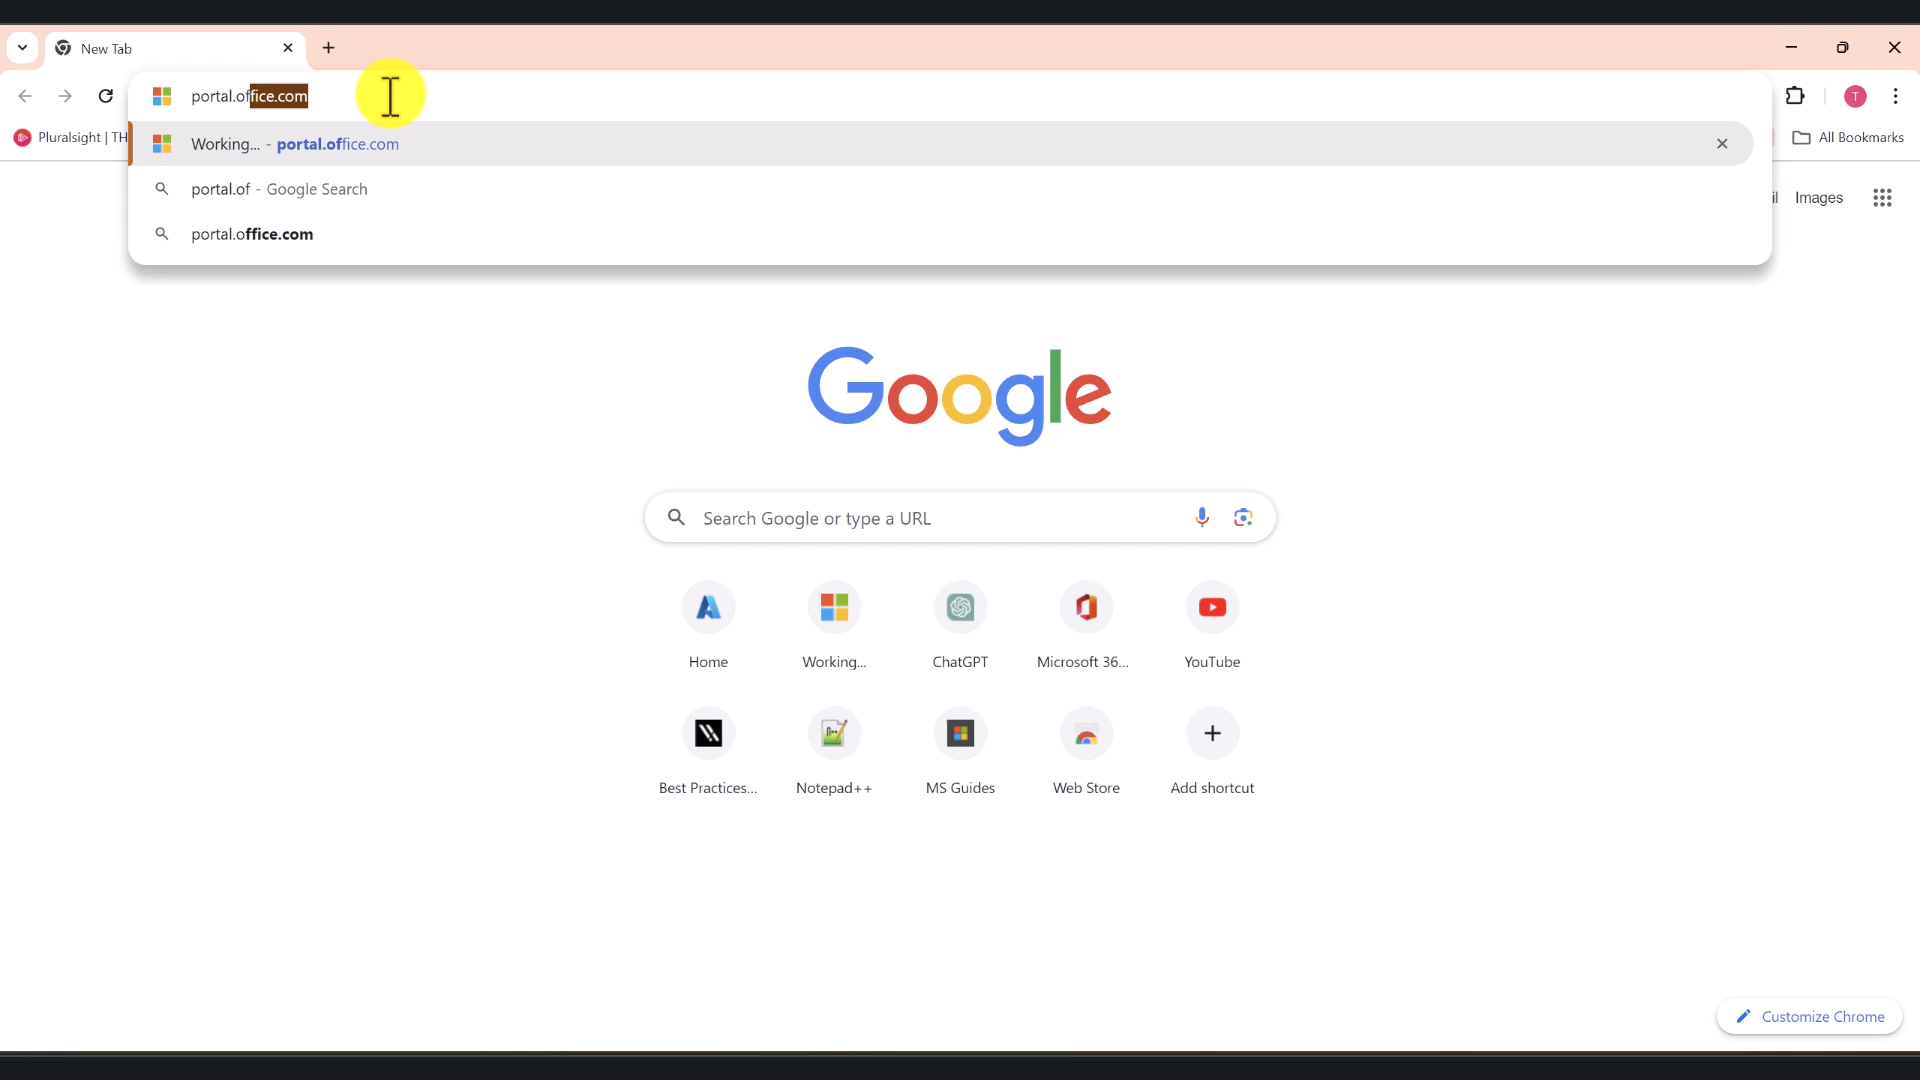 New Tab
portal.office.com
Working... - portal.office.com
portal.of - Google Search
portal.office.com
Pluralsight | TH
All Bookmarks
il Images
Google
Search Google or type a URL
Home Working... ChatGPT Microsoft 36... YouTube
Best Practices... Notepad++ MS Guides Web Store Add shortcut
T
Customize Chrome